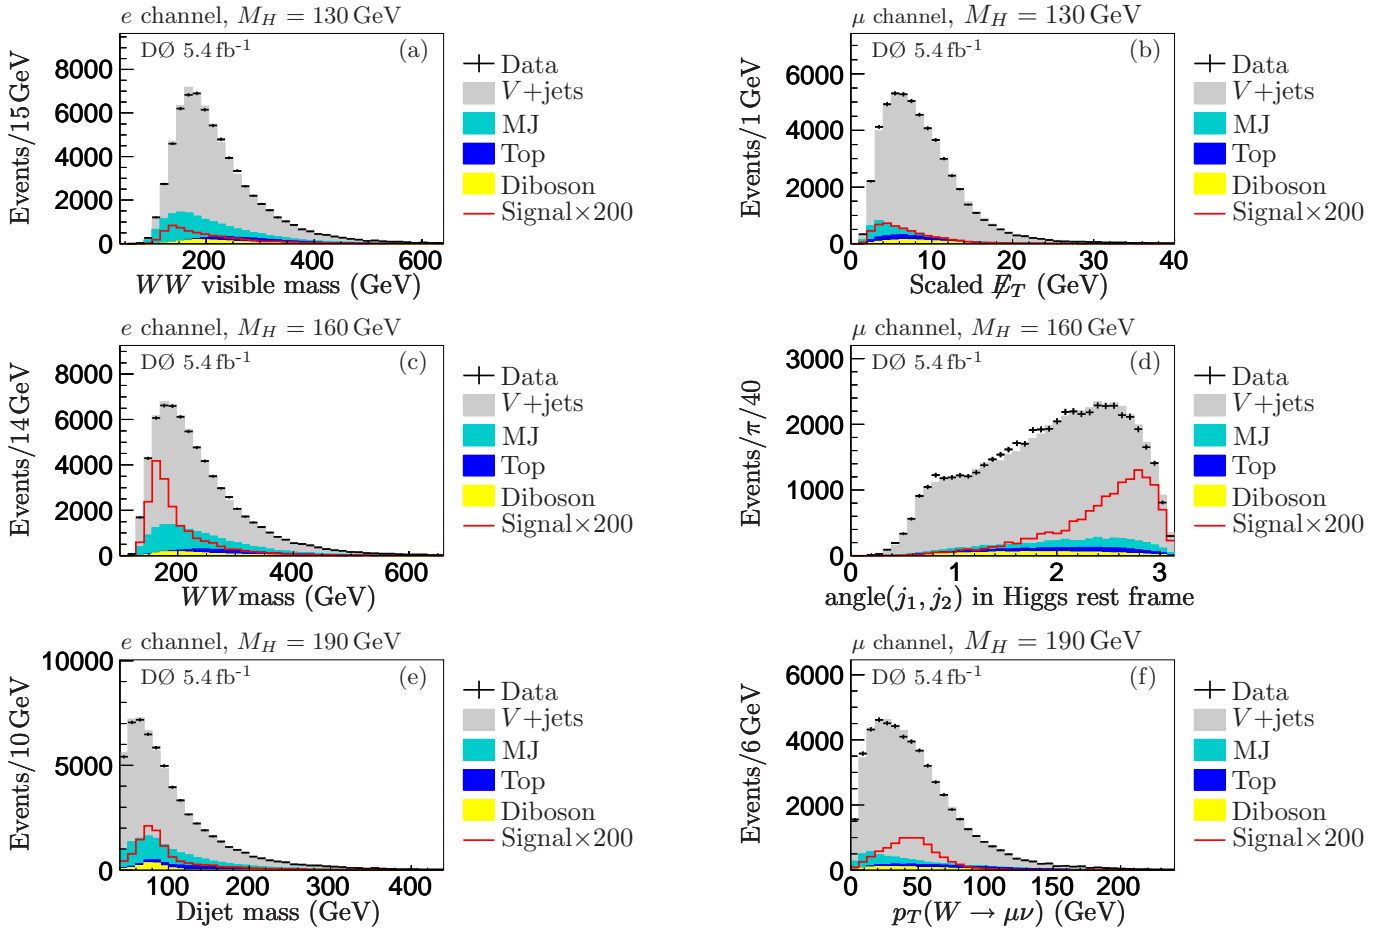 e channel, M_H = 130 GeV
DØ 5.4 fb⁻¹
(a)
Events/15 GeV
8000
6000
4000
2000
0
200
400
600
WW visible mass (GeV)
Data
V+jets
MJ
Top
Diboson
Signal×200
μ channel, M_H = 130 GeV
DØ 5.4 fb⁻¹
(b)
Events/1 GeV
6000
4000
2000
0
0
10
20
30
40
Scaled E̸_T (GeV)
Data
V+jets
MJ
Top
Diboson
Signal×200
e channel, M_H = 160 GeV
DØ 5.4 fb⁻¹
(c)
Events/14 GeV
8000
6000
4000
2000
0
200
400
600
WW mass (GeV)
Data
V+jets
MJ
Top
Diboson
Signal×200
μ channel, M_H = 160 GeV
DØ 5.4 fb⁻¹
(d)
Events/π/40
3000
2000
1000
0
0
1
2
3
angle(j₁, j₂) in Higgs rest frame
Data
V+jets
MJ
Top
Diboson
Signal×200
e channel, M_H = 190 GeV
DØ 5.4 fb⁻¹
(e)
Events/10 GeV
10000
5000
0
100
200
300
400
Dijet mass (GeV)
Data
V+jets
MJ
Top
Diboson
Signal×200
μ channel, M_H = 190 GeV
DØ 5.4 fb⁻¹
(f)
Events/6 GeV
6000
4000
2000
0
0
50
100
150
200
p_T(W → μν) (GeV)
Data
V+jets
MJ
Top
Diboson
Signal×200